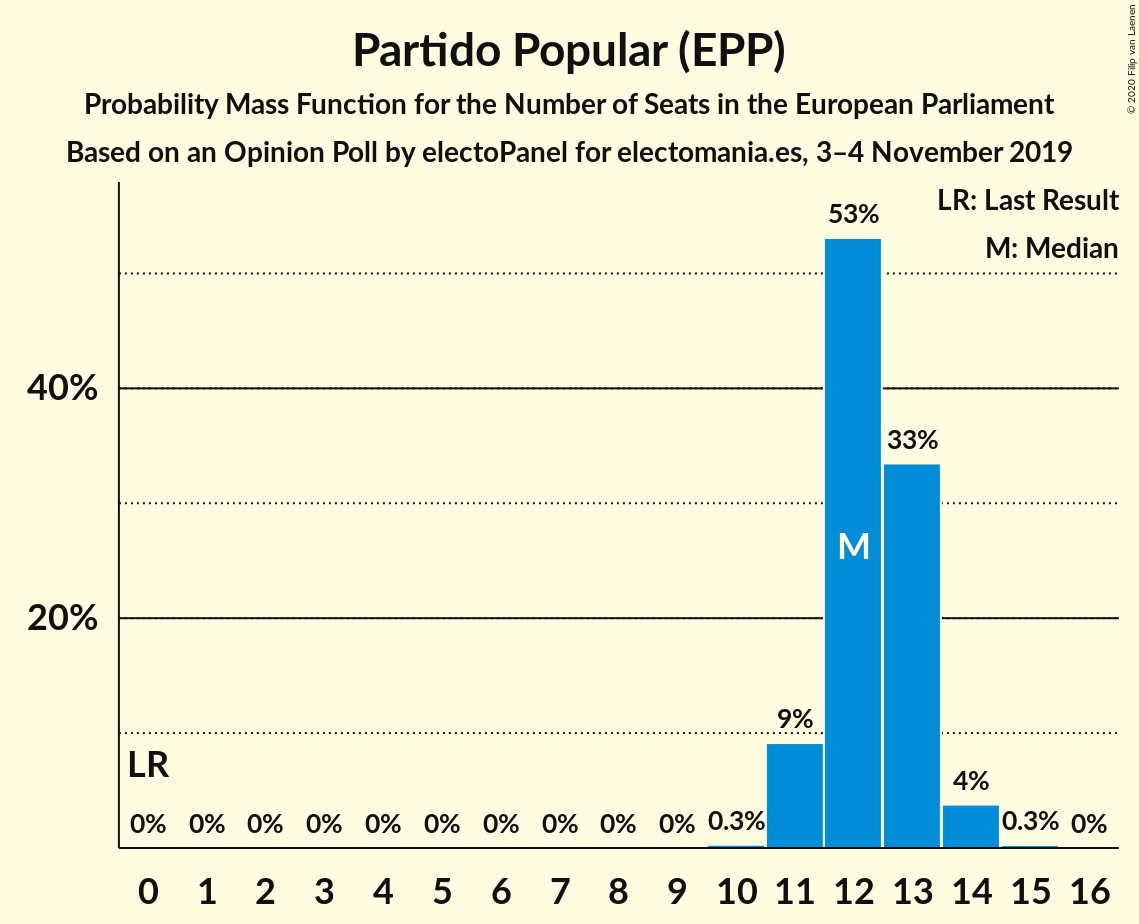 Partido Popular (EPP)
Probability Mass Function for the Number of Seats in the European Parliament
Based on an Opinion Poll by electoPanel for electomania.es, 3–4 November 2019
© 2020 Filip van Laenen
LR: Last Result
M: Median
53%
40%
33%
M
20%
9%
LR
4%
0% 0% 0% 0% 0% 0% 0% 0% 0% 0% 0.3% 0.3% 0%
0 1 2 3 4 5 6 7 8 9 10 11 12 13 14 15 16